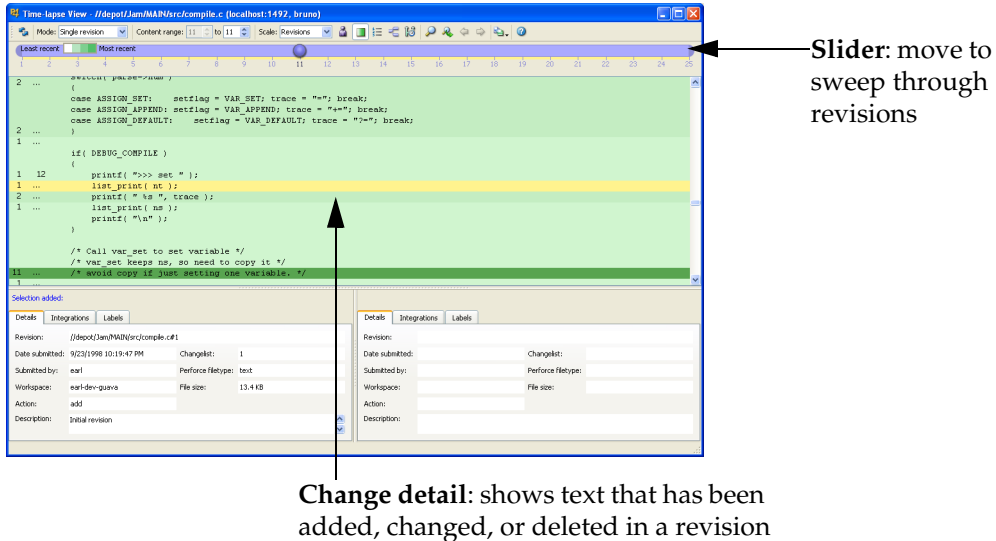 Time-lapse View - //depot/Jam/MAIN/src/compile.c (localhost:1492, bruno)
Mode: Single revision Content range: 11 to 11 Scale: Revisions
Least recent Most recent
1 2 3 4 5 6 7 8 9 10 11 12 13 14 15 16 17 18 19 20 21 22 23 24 25
Slider: move to
sweep through
revisions
switch( parse->num )
2 ... {
case ASSIGN_SET: setflag = VAR_SET; trace = "="; break;
case ASSIGN_APPEND: setflag = VAR_APPEND; trace = "+="; break;
case ASSIGN_DEFAULT: setflag = VAR_DEFAULT; trace = "?="; break;
2 ... }
1 ...
if( DEBUG_COMPILE )
{
1 12 printf( ">>> set " );
1 ... list_print( nt );
2 ... printf( " %s ", trace );
1 ... list_print( ns );
printf( "\n" );
}
/* Call var_set to set variable */
/* var_set keeps ns, so need to copy it */
11 ... /* avoid copy if just setting one variable. */
1 ...
Selection added:
Details Integrations Labels
Revision: //depot/Jam/MAIN/src/compile.c#1
Date submitted: 9/23/1998 10:19:47 PM Changelist: 1
Submitted by: earl Perforce filetype: text
Workspace: earl-dev-guava File size: 13.4 KB
Action: add
Description: Initial revision
Details Integrations Labels
Revision:
Date submitted: Changelist:
Submitted by: Perforce filetype:
Workspace: File size:
Action:
Description:
Change detail: shows text that has been
added, changed, or deleted in a revision